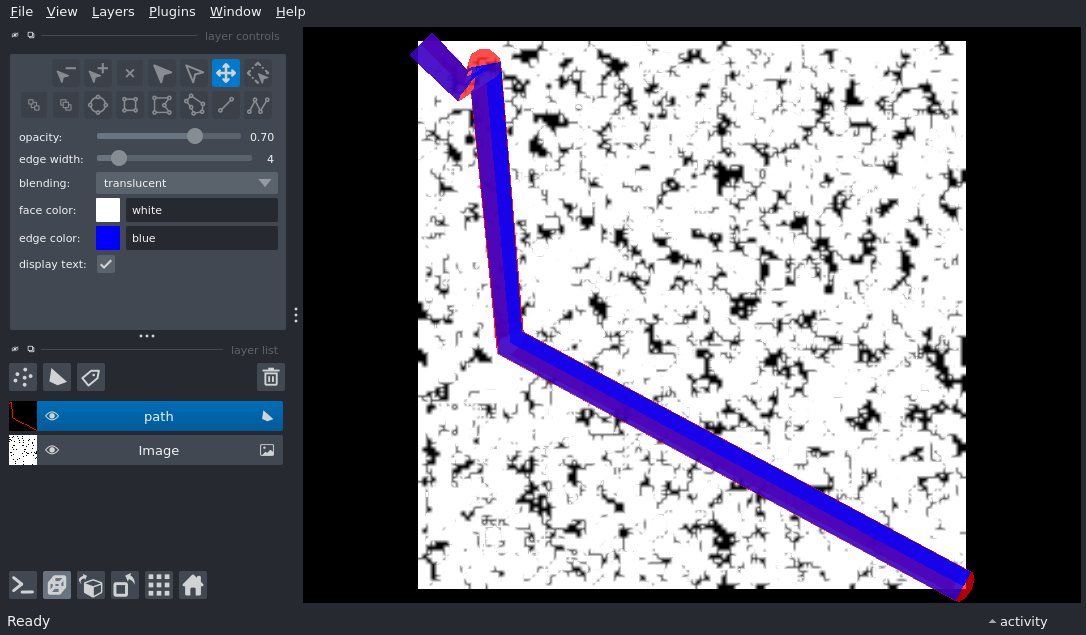 File View Layers Plugins Window Help
layer controls
opacity: 0.70
edge width: 4
blending: translucent
face color: white
edge color: blue
display text:
layer list
path
Image
Ready
activity